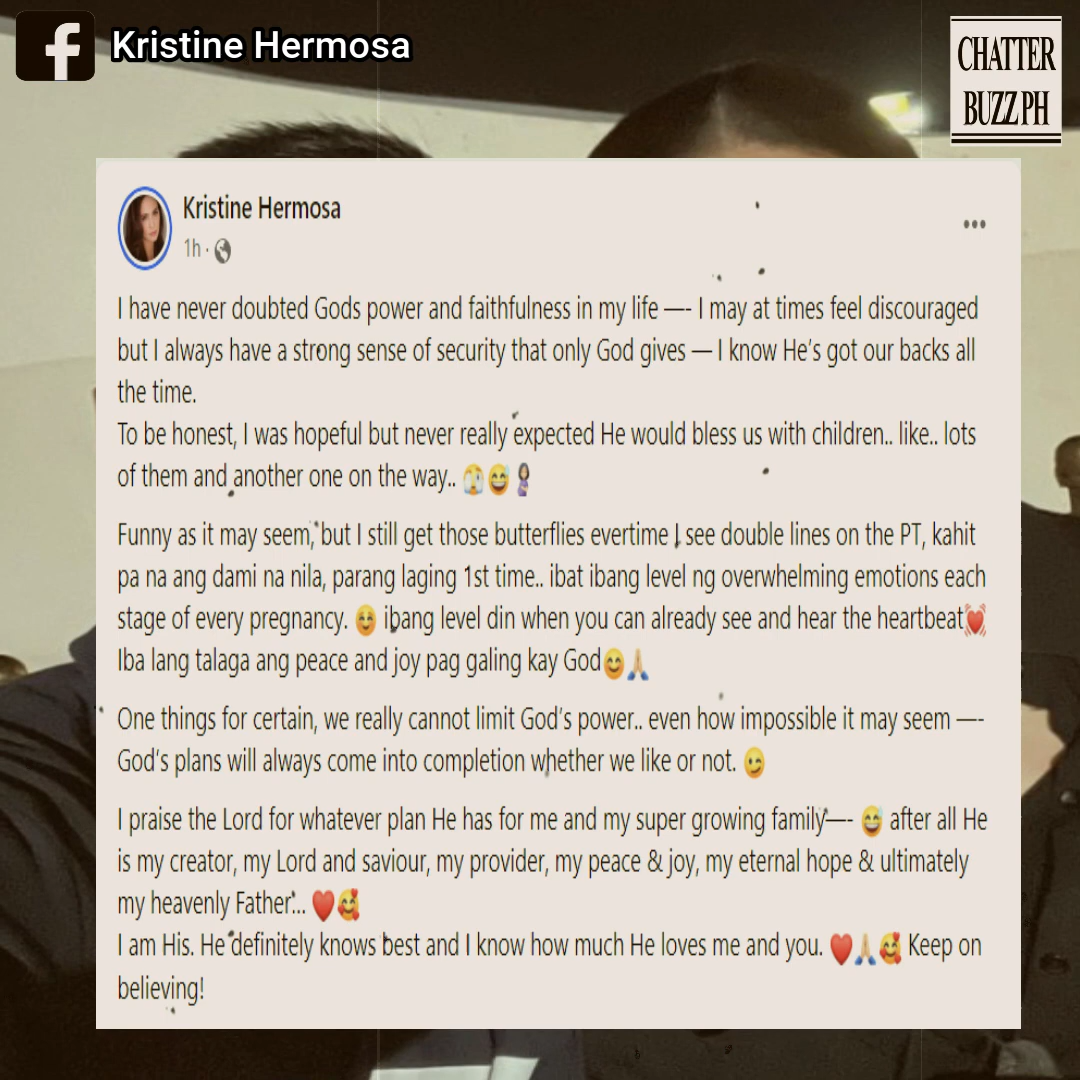 f Kristine Hermosa
CHATTER
BUZZ PH
Kristine Hermosa
1h ·
I have never doubted Gods power and faithfulness in my life —- I may at times feel discouraged
but I always have a strong sense of security that only God gives — I know He's got our backs all
the time.
To be honest, I was hopeful but never really expected He would bless us with children.. like.. lots
of them and another one on the way.. 🫣😅🤰
Funny as it may seem, but I still get those butterflies evertime I see double lines on the PT, kahit
pa na ang dami na nila, parang laging 1st time.. ibat ibang level ng overwhelming emotions each
stage of every pregnancy. ☺️ ibang level din when you can already see and hear the heartbeat💓
Iba lang talaga ang peace and joy pag galing kay God😊🙏
One things for certain, we really cannot limit God's power.. even how impossible it may seem —-
God's plans will always come into completion whether we like or not. 😉
I praise the Lord for whatever plan He has for me and my super growing family—- 😅 after all He
is my creator, my Lord and saviour, my provider, my peace & joy, my eternal hope & ultimately
my heavenly Father... ❤️🥰
I am His. He definitely knows best and I know how much He loves me and you. ❤️🙏🥰 Keep on
believing!